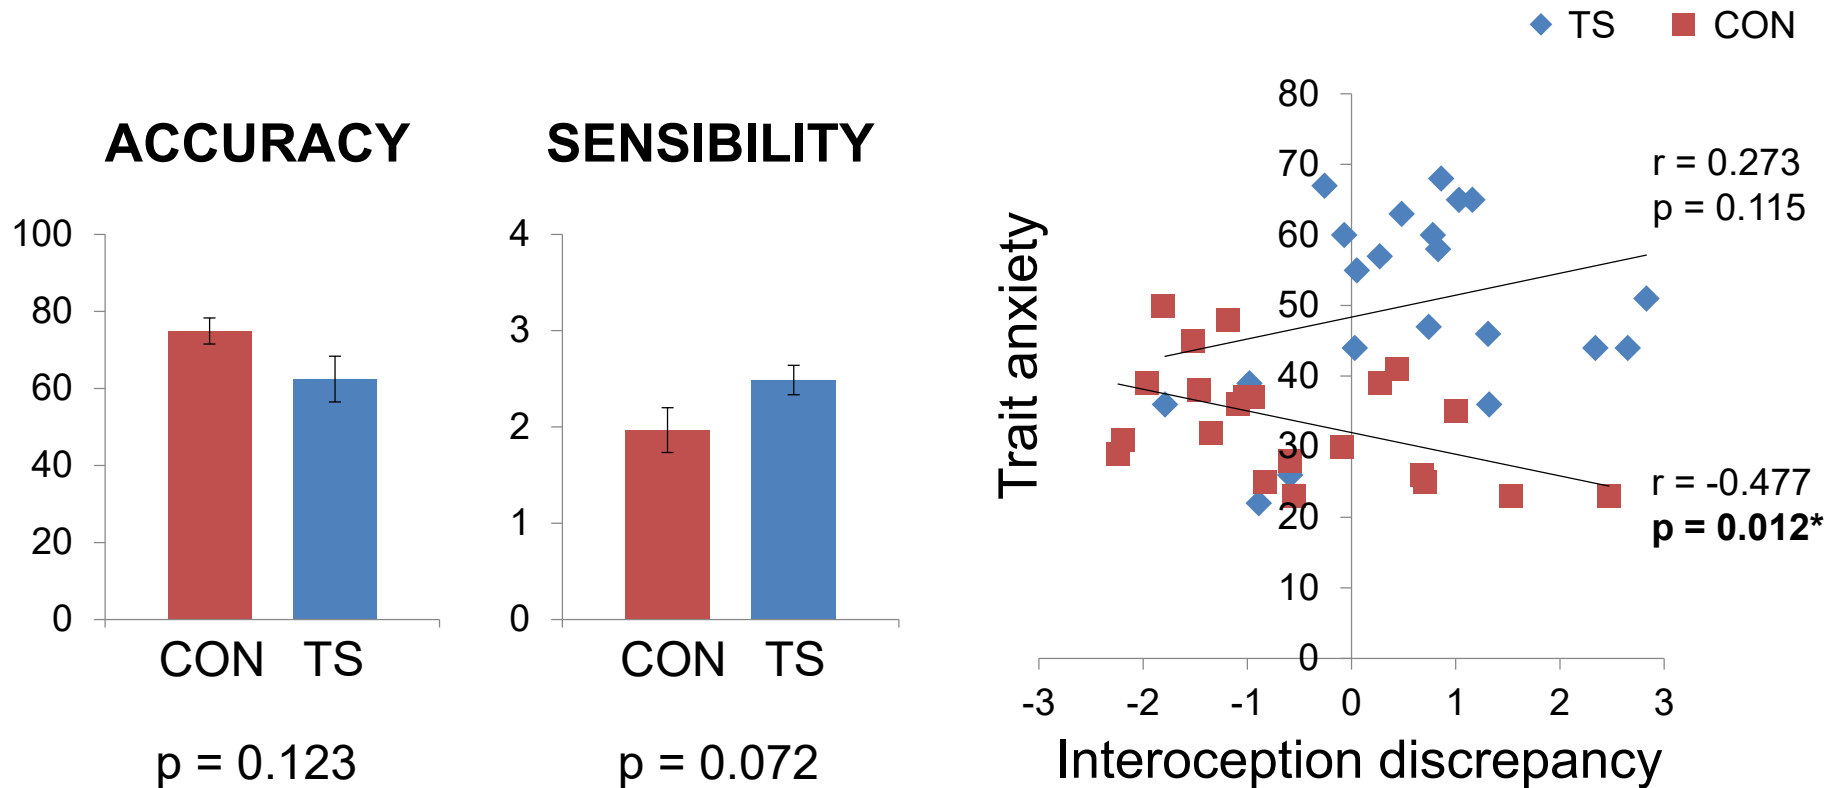 ACCURACY
100
80
60
40
20
0
CON TS
p = 0.123
SENSIBILITY
4
3
2
1
0
CON TS
p = 0.072
TS CON
Trait anxiety
80
70
60
50
40
30
20
10
0
-3 -2 -1 0 1 2 3
Interoception discrepancy
r = 0.273
p = 0.115
r = -0.477
p = 0.012*